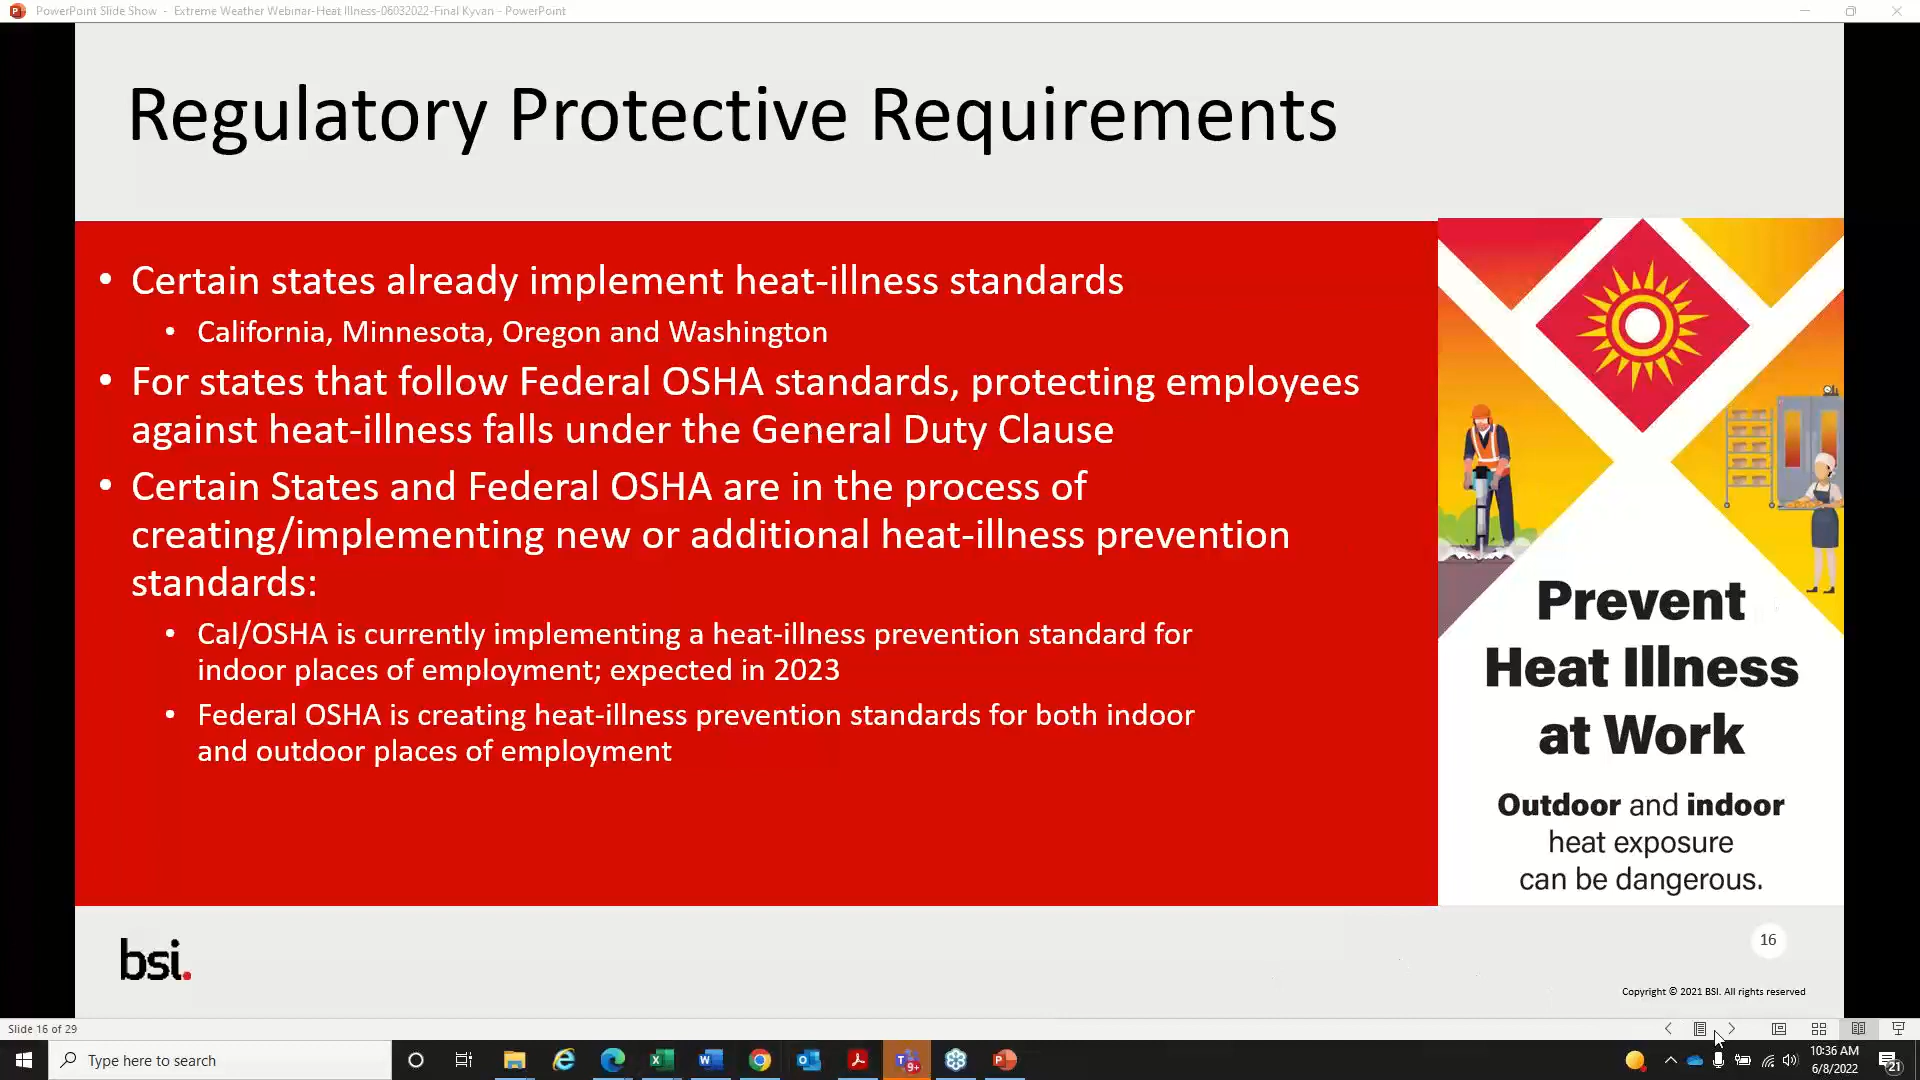 PowerPoint Slide Show - Extreme Weather Webinar-Heat Illness-06032022-Final Kyvan - PowerPoint
Regulatory Protective Requirements
• Certain states already implement heat-illness standards
• California, Minnesota, Oregon and Washington
• For states that follow Federal OSHA standards, protecting employees
against heat-illness falls under the General Duty Clause
• Certain States and Federal OSHA are in the process of
creating/implementing new or additional heat-illness prevention
standards:
• Cal/OSHA is currently implementing a heat-illness prevention standard for
indoor places of employment; expected in 2023
• Federal OSHA is creating heat-illness prevention standards for both indoor
and outdoor places of employment
Prevent
Heat Illness
at Work
Outdoor and indoor
heat exposure
can be dangerous.
bsi.
16
Copyright © 2021 BSI. All rights reserved
Slide 16 of 29
Type here to search
9+
10:36 AM
6/8/2022
21